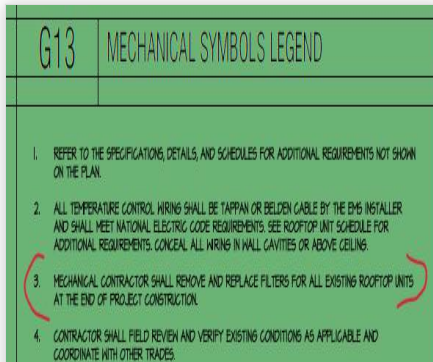 G13
MECHANICAL SYMBOLS LEGEND
1. REFER TO THE SPECIFICATIONS, DETAILS, AND SCHEDULES FOR ADDITIONAL REQUIREMENTS NOT SHOWN
ON THE PLAN.
2. ALL TEMPERATURE CONTROL WIRING SHALL BE TAPPAN OR BELDEN CABLE BY THE EMS INSTALLER
AND SHALL MEET NATIONAL ELECTRIC CODE REQUIREMENTS. SEE ROOFTOP UNIT SCHEDULE FOR
ADDITIONAL REQUIREMENTS. CONCEAL ALL WIRING IN WALL CAVITIES OR ABOVE CEILING.
3. MECHANICAL CONTRACTOR SHALL REMOVE AND REPLACE FILTERS FOR ALL EXISTING ROOFTOP UNITS
AT THE END OF PROJECT CONSTRUCTION.
4. CONTRACTOR SHALL FIELD REVIEW AND VERIFY EXISTING CONDITIONS AS APPLICABLE AND
COORDINATE WITH OTHER TRADES.